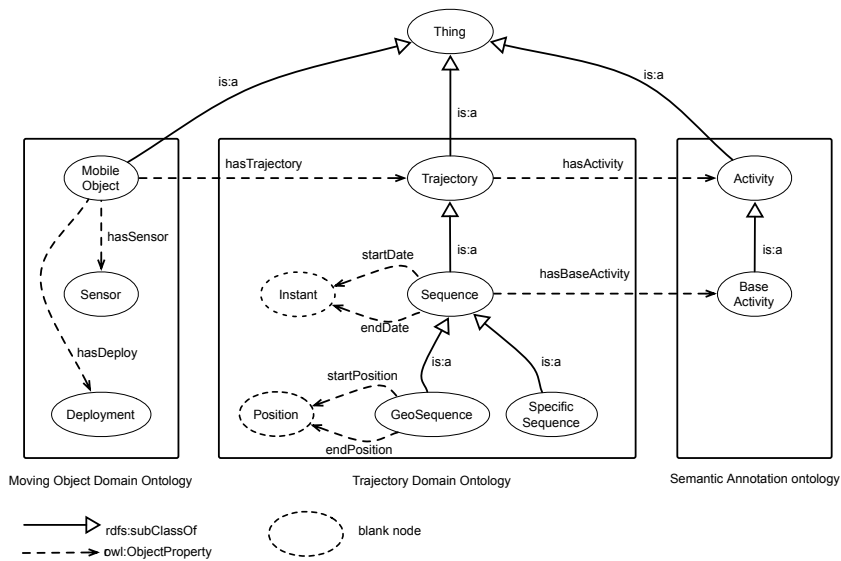 Thing
is:a
is:a
is:a
Mobile
Object
hasTrajectory
Trajectory
hasActivity
Activity
hasSensor
is:a
is:a
startDate
Sensor
Instant
Sequence
hasBaseActivity
Base
Activity
endDate
hasDeploy
is:a
is:a
startPosition
Deployment
Position
GeoSequence
Specific
Sequence
endPosition
Moving Object Domain Ontology
Trajectory Domain Ontology
Semantic Annotation ontology
rdfs:subClassOf
owl:ObjectProperty
blank node